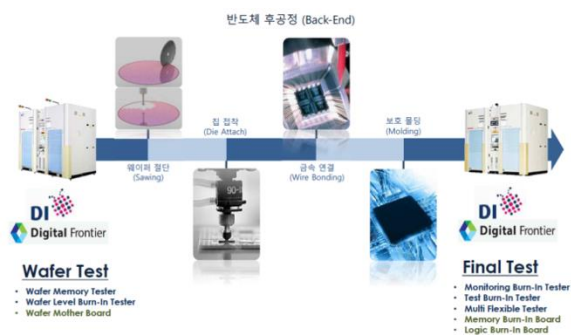 반도체 후공정 (Back-End)
칩 접착
(Die Attach)
보호 몰딩
(Molding)
웨이퍼 절단
(Sawing)
금속 연결
(Wire Bonding)
90-
DI
Digital Frontier
DI
Digital Frontier
Wafer Test
• Wafer Memory Tester
• Wafer Level Burn-In Tester
• Wafer Mother Board
Final Test
• Monitoring Burn-In Tester
• Test Burn-In Tester
• Multi Flexible Tester
• Memory Burn-In Board
• Logic Burn-In Board